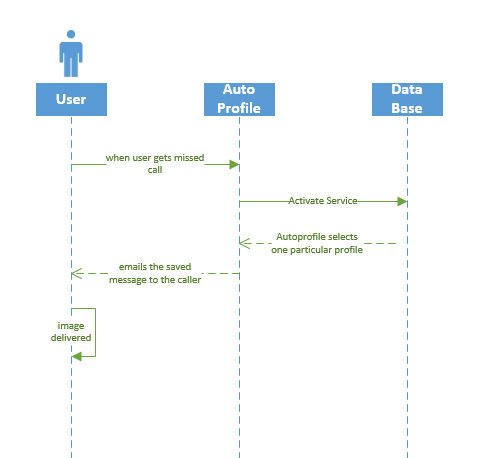 User
Auto
Profile
Data
Base
when user gets missed
call
Activate Service
Autoprofile selects
one particular profile
emails the saved
message to the caller
image
delivered